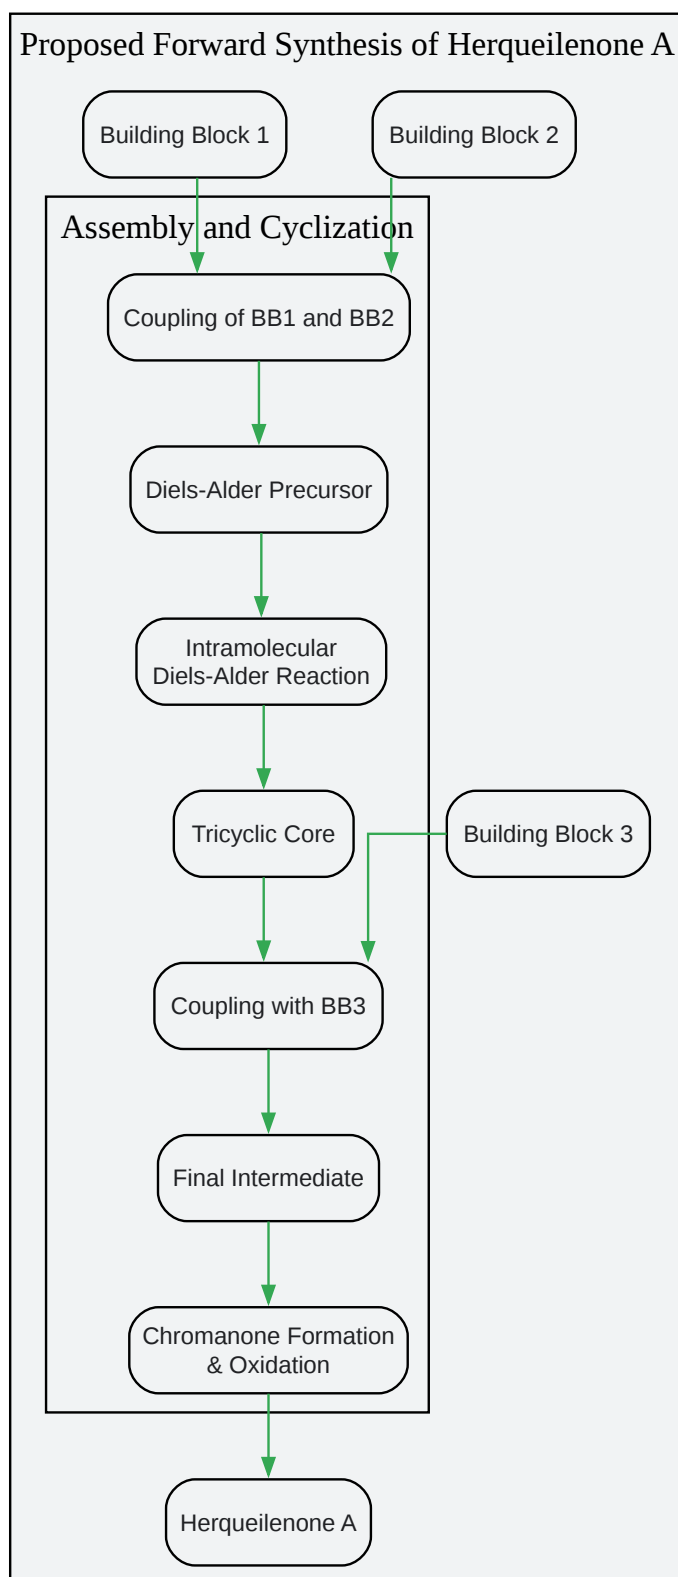 Proposed Forward Synthesis of Herqueilenone A
Building Block 1
Building Block 2
Assembly and Cyclization
Coupling of BB1 and BB2
Diels-Alder Precursor
Intramolecular
Diels-Alder Reaction
Tricyclic Core
Building Block 3
Coupling with BB3
Final Intermediate
Chromanone Formation
& Oxidation
Herqueilenone A